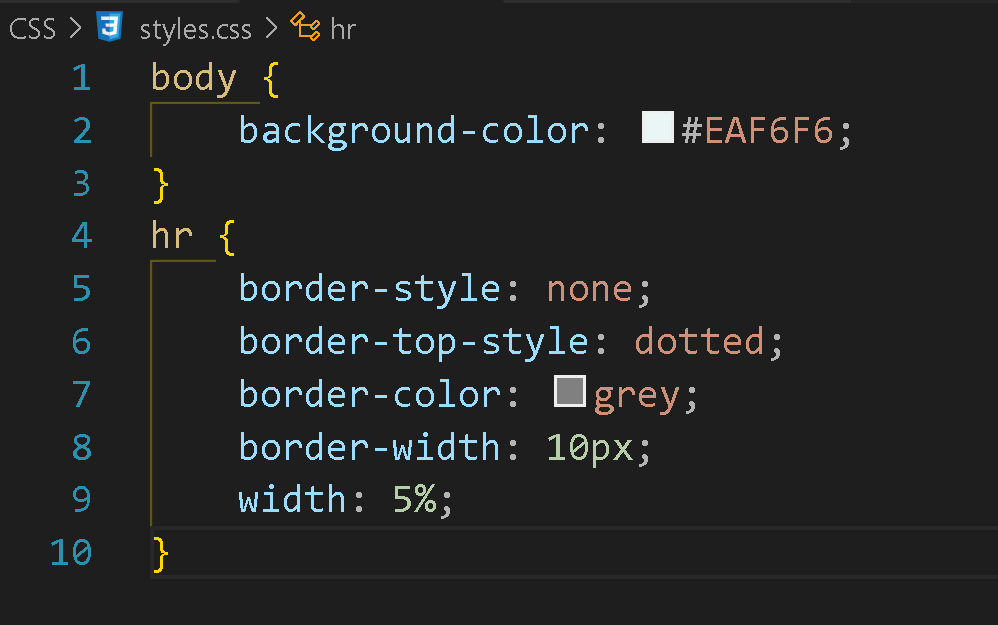 CSS > 3 styles.css > hr
1 body {
2     background-color: #EAF6F6;
3 }
4 hr {
5     border-style: none;
6     border-top-style: dotted;
7     border-color: grey;
8     border-width: 10px;
9     width: 5%;
10 }